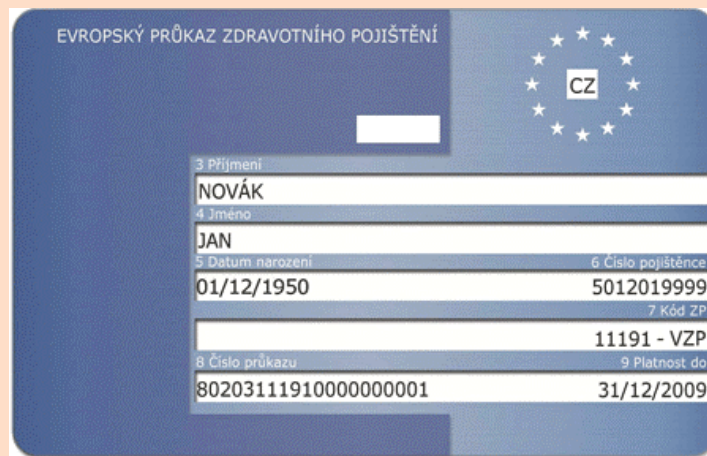 EVROPSKÝ PRŮKAZ ZDRAVOTNÍHO POJIŠTĚNÍ
CZ
3 Příjmení
NOVÁK
4 Jméno
JAN
5 Datum narození 6 Číslo pojištěnce
01/12/1950 5012019999
7 Kód ZP
11191 - VZP
8 Číslo průkazu 9 Platnost do
80203111910000000001 31/12/2009